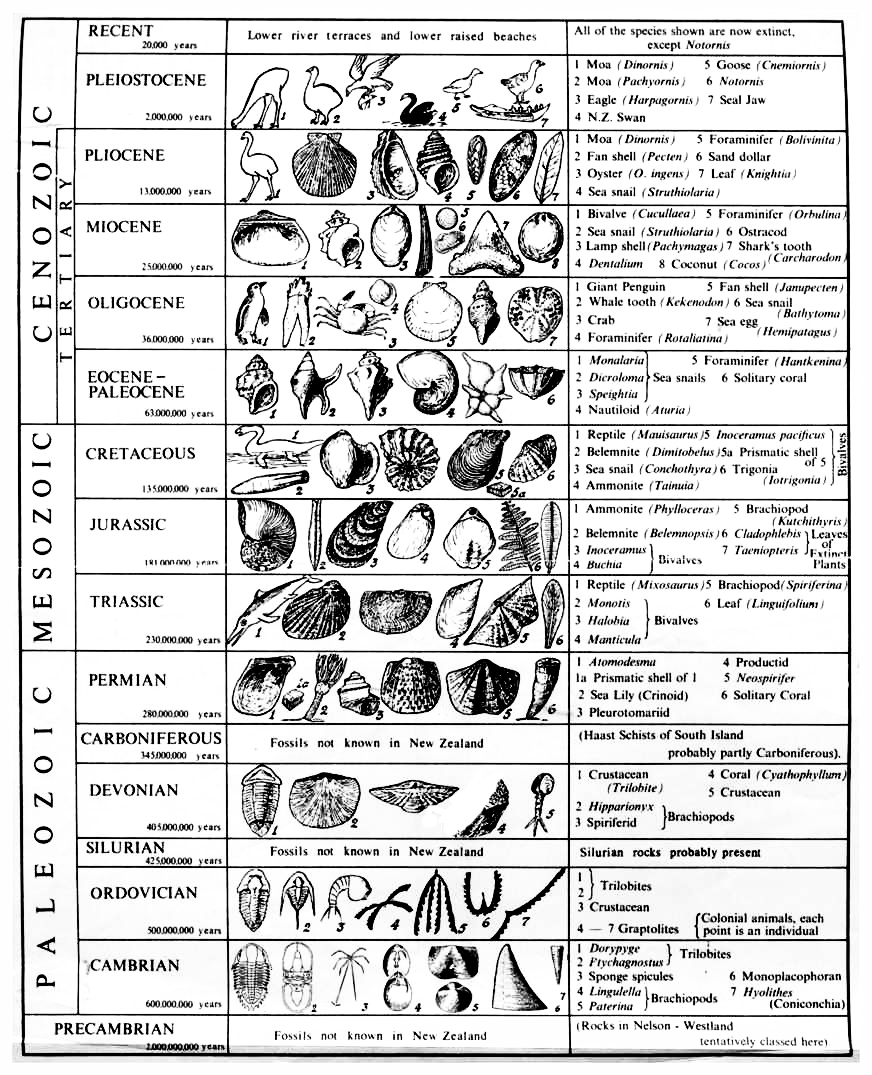 CENOZOIC
TERTIARY
RECENT
20,000 years
Lower river terraces and lower raised beaches
All of the species shown are now extinct,
except Notornis
PLEIOSTOCENE
2,000,000 years
1 2 3 4 5 6 7
1 Moa (Dinornis) 5 Goose (Cnemiornis)
2 Moa (Pachyornis) 6 Notornis
3 Eagle (Harpagornis) 7 Seal Jaw
4 N.Z. Swan
PLIOCENE
13,000,000 years
1 2 3 4 5 6 7
1 Moa (Dinornis) 5 Foraminifer (Bolivinita)
2 Fan shell (Pecten) 6 Sand dollar
3 Oyster (O. ingens) 7 Leaf (Knightia)
4 Sea snail (Struthiolaria)
MIOCENE
25,000,000 years
1 2 3 4 5 6 7 8
1 Bivalve (Cucullaea) 5 Foraminifer (Orbulina)
2 Sea snail (Struthiolaria) 6 Ostracod
3 Lamp shell (Pachymagas) 7 Shark's tooth
(Carcharodon)
4 Dentalium 8 Coconut (Cocos)
OLIGOCENE
36,000,000 years
1 2 3 4 5 6 7
1 Giant Penguin 5 Fan shell (Janupecten)
2 Whale tooth (Kekenodon) 6 Sea snail
(Bathytoma)
3 Crab 7 Sea egg
(Hemipatagus)
4 Foraminifer (Rotaliatina)
EOCENE –
PALEOCENE
63,000,000 years
1 2 3 4 5 6
1 Monalaria 5 Foraminifer (Hantkenina)
2 Dicroloma Sea snails 6 Solitary coral
3 Speightia
4 Nautiloid (Aturia)
MESOZOIC
CRETACEOUS
135,000,000 years
1 2 3 4 5 5a 6
1 Reptile (Mauisaurus) 5 Inoceramus pacificus
2 Belemnite (Dimitobelus) 5a Prismatic shell
of 5
3 Sea snail (Conchothyra) 6 Trigonia
(Iotrigonia)
4 Ammonite (Tainuia)
Bivalves
JURASSIC
181,000,000 years
1 2 3 4 5 6 7
1 Ammonite (Phylloceras) 5 Brachiopod
(Kutchithyris)
2 Belemnite (Belemnopsis) 6 Cladophlebis Leaves
of
3 Inoceramus 7 Taeniopteris Extinct
4 Buchia Bivalves Plants
TRIASSIC
230,000,000 years
1 2 3 4 5 6
1 Reptile (Mixosaurus) 5 Brachiopod (Spiriferina)
2 Monotis 6 Leaf (Linguifolium)
3 Halobia Bivalves
4 Manticula
PALEOZOIC
PERMIAN
280,000,000 years
1 1a 2 3 4 5 6
1 Atomodesma 4 Productid
1a Prismatic shell of 1 5 Neospirifer
2 Sea Lily (Crinoid) 6 Solitary Coral
3 Pleurotomariid
CARBONIFEROUS
345,000,000 years
Fossils not known in New Zealand
(Haast Schists of South Island
probably partly Carboniferous).
DEVONIAN
405,000,000 years
1 2 3 4 5
1 Crustacean 4 Coral (Cyathophyllum)
(Trilobite) 5 Crustacean
2 Hipparionyx Brachiopods
3 Spiriferid
SILURIAN
425,000,000 years
Fossils not known in New Zealand
Silurian rocks probably present
ORDOVICIAN
500,000,000 years
1 2 3 4 5 6 7
1
2 Trilobites
3 Crustacean
4 — 7 Graptolites Colonial animals, each
point is an individual
CAMBRIAN
600,000,000 years
1 2 3 4 5 6 7
1 Dorypyge Trilobites
2 Ptychagnostus
3 Sponge spicules 6 Monoplacophoran
4 Lingulella Brachiopods 7 Hyolithes
5 Paterina (Coniconchia)
PRECAMBRIAN
2,000,000,000 years
Fossils not known in New Zealand
(Rocks in Nelson - Westland
tentatively classed here)